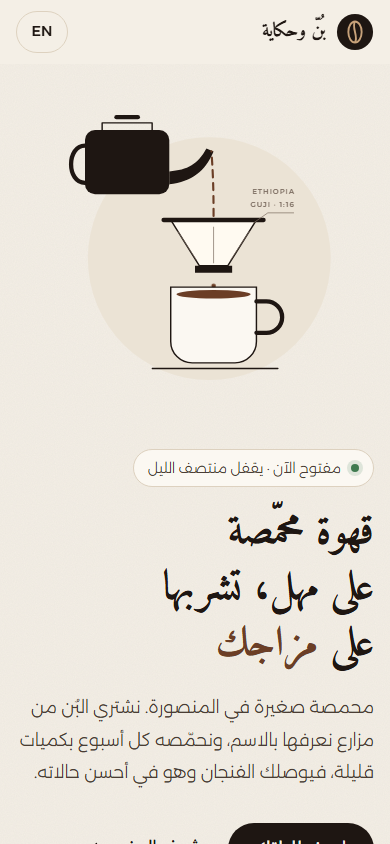 بُنّ وحكاية
EN
ETHIOPIA
GUJI · 1:16
مفتوح الآن · يقفل منتصف الليل
قهوة محمّصة
على مهل، تشربها
على مزاجك
محمصة صغيرة في المنصورة. نشتري البُن من
مزارع نعرفها بالاسم، ونحمّصه كل أسبوع بكميات
قليلة، فيوصلك الفنجان وهو في أحسن حالاته.